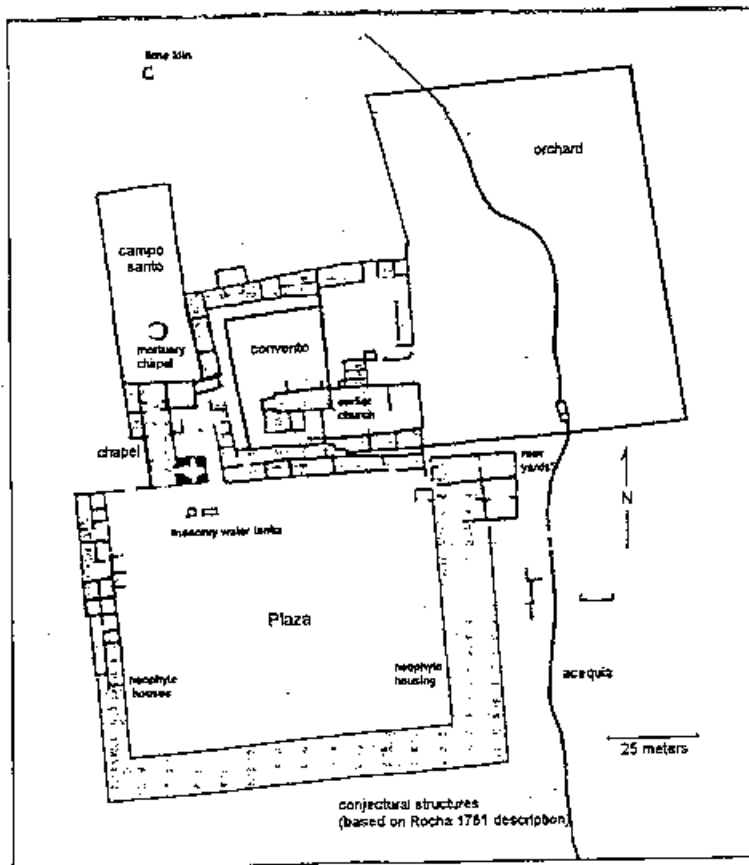 lime kiln
C
orchard
campo
santo
mortuary
chapel
convento
earlier
church
chapel
rear
yards?
N
masonry water tanks
Plaza
neophyte
houses
neophyte
housing
acequia
25 meters
conjectural structures
(based on Rocha 1761 description)